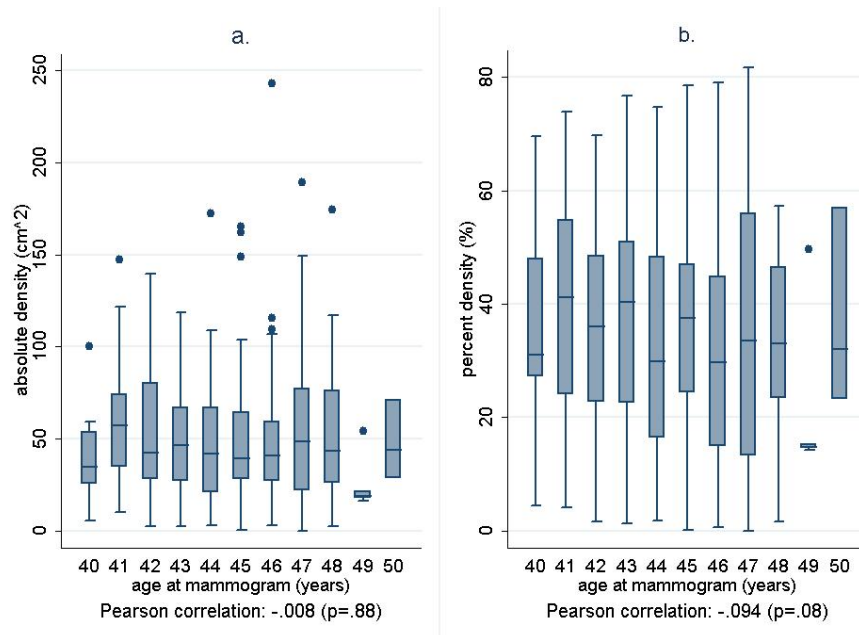 a.
absolute density (cm^2)
250
200
150
100
50
0
40 41 42 43 44 45 46 47 48 49 50
age at mammogram (years)
Pearson correlation: -.008 (p=.88)
b.
percent density (%)
80
60
40
20
0
40 41 42 43 44 45 46 47 48 49 50
age at mammogram (years)
Pearson correlation: -.094 (p=.08)